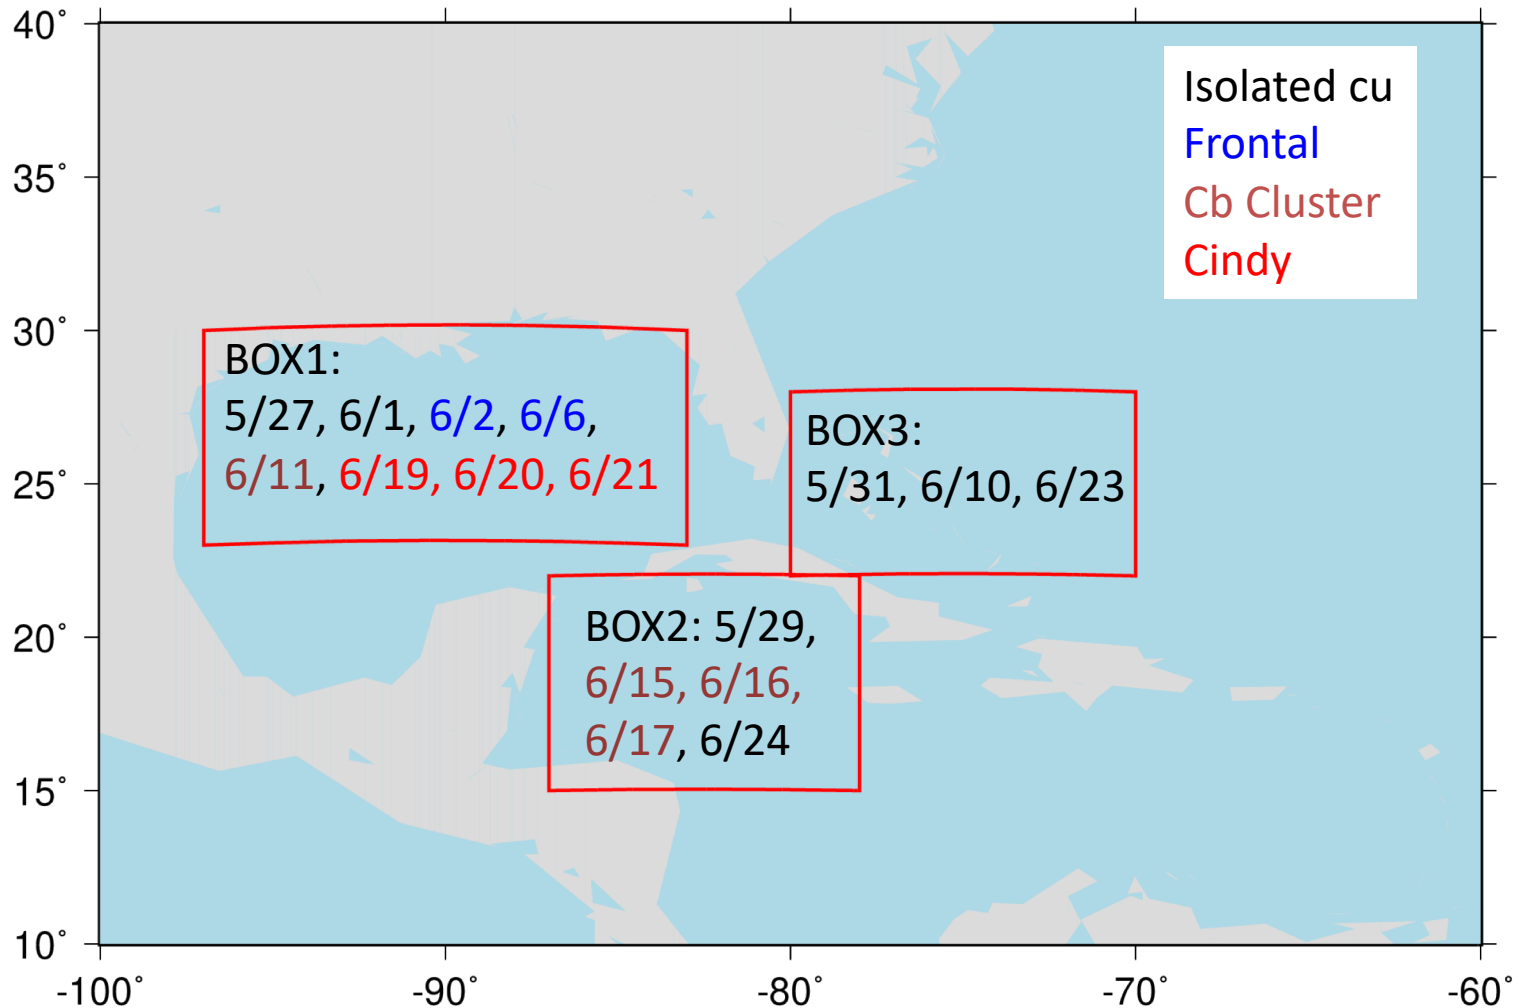 40°
35°
30°
25°
20°
15°
10°
-100°
-90°
-80°
-70°
-60°
Isolated cu
Frontal
Cb Cluster
Cindy
BOX1:
5/27, 6/1, 6/2, 6/6,
6/11, 6/19, 6/20, 6/21
BOX3:
5/31, 6/10, 6/23
BOX2: 5/29,
6/15, 6/16,
6/17, 6/24